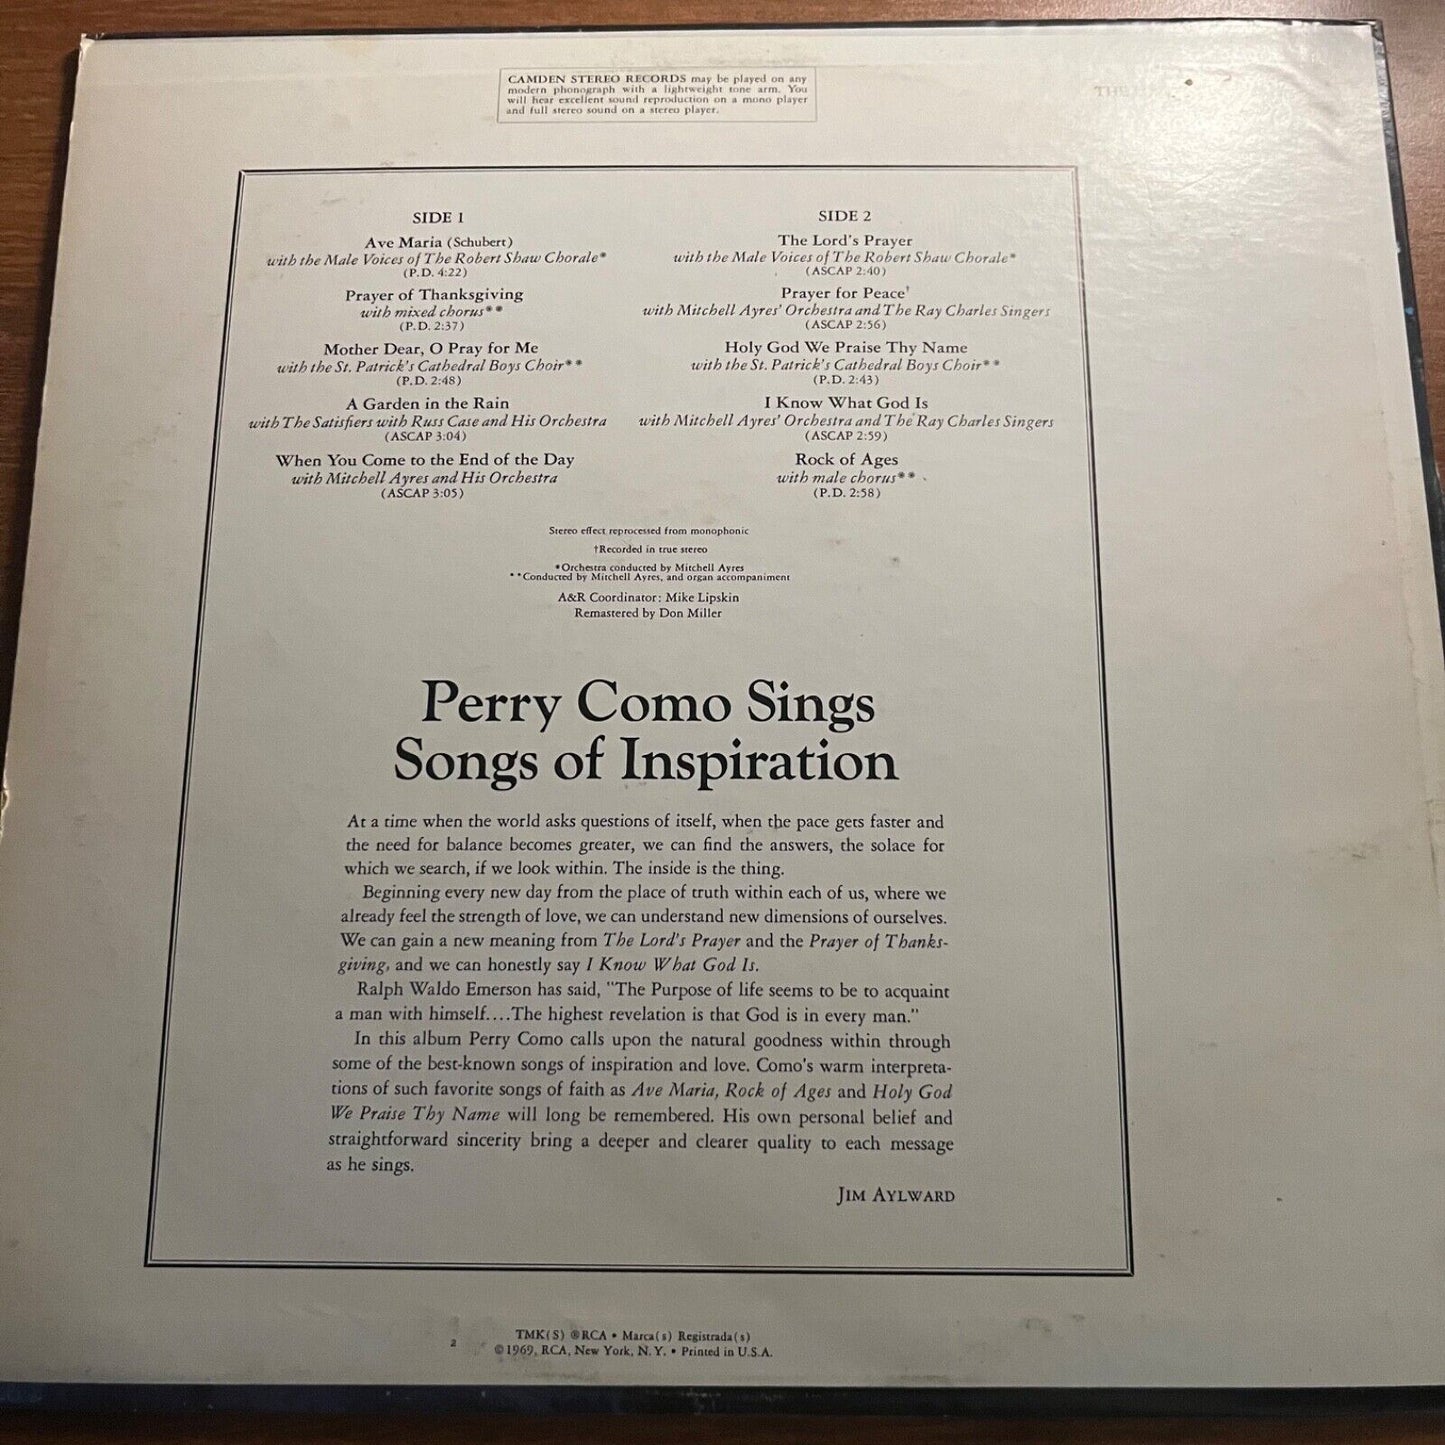 CAMDEN STEREO RECORDS may be played on any
modern phonograph with a lightweight tone arm. You
will hear excellent sound reproduction on a mono player
and full stereo sound on a stereo player.
SIDE 1
Ave Maria (Schubert)
with the Male Voices of The Robert Shaw Chorale*
(P.D. 4:22)
Prayer of Thanksgiving
with mixed chorus**
(P.D. 2:37)
Mother Dear, O Pray for Me
with the St. Patrick's Cathedral Boys Choir**
(P.D. 2:48)
A Garden in the Rain
with The Satisfiers with Russ Case and His Orchestra
(ASCAP 3:04)
When You Come to the End of the Day
with Mitchell Ayres and His Orchestra
(ASCAP 3:05)
SIDE 2
The Lord's Prayer
with the Male Voices of The Robert Shaw Chorale*
(ASCAP 2:40)
Prayer for Peace†
with Mitchell Ayres' Orchestra and The Ray Charles Singers
(ASCAP 2:56)
Holy God We Praise Thy Name
with the St. Patrick's Cathedral Boys Choir**
(P.D. 2:43)
I Know What God Is
with Mitchell Ayres' Orchestra and The Ray Charles Singers
(ASCAP 2:59)
Rock of Ages
with male chorus**
(P.D. 2:58)
Stereo effect reprocessed from monophonic
†Recorded in true stereo
*Orchestra conducted by Mitchell Ayres
**Conducted by Mitchell Ayres, and organ accompaniment
A&R Coordinator: Mike Lipskin
Remastered by Don Miller
Perry Como Sings
Songs of Inspiration
At a time when the world asks questions of itself, when the pace gets faster and
the need for balance becomes greater, we can find the answers, the solace for
which we search, if we look within. The inside is the thing.
Beginning every new day from the place of truth within each of us, where we
already feel the strength of love, we can understand new dimensions of ourselves.
We can gain a new meaning from The Lord's Prayer and the Prayer of Thanks-
giving, and we can honestly say I Know What God Is.
Ralph Waldo Emerson has said, "The Purpose of life seems to be to acquaint
a man with himself....The highest revelation is that God is in every man."
In this album Perry Como calls upon the natural goodness within through
some of the best-known songs of inspiration and love. Como's warm interpreta-
tions of such favorite songs of faith as Ave Maria, Rock of Ages and Holy God
We Praise Thy Name will long be remembered. His own personal belief and
straightforward sincerity bring a deeper and clearer quality to each message
as he sings.
JIM AYLWARD
2
TMK(S) ®RCA • Marca(s) Registrada(s)
©1969, RCA, New York, N.Y. • Printed in U.S.A.